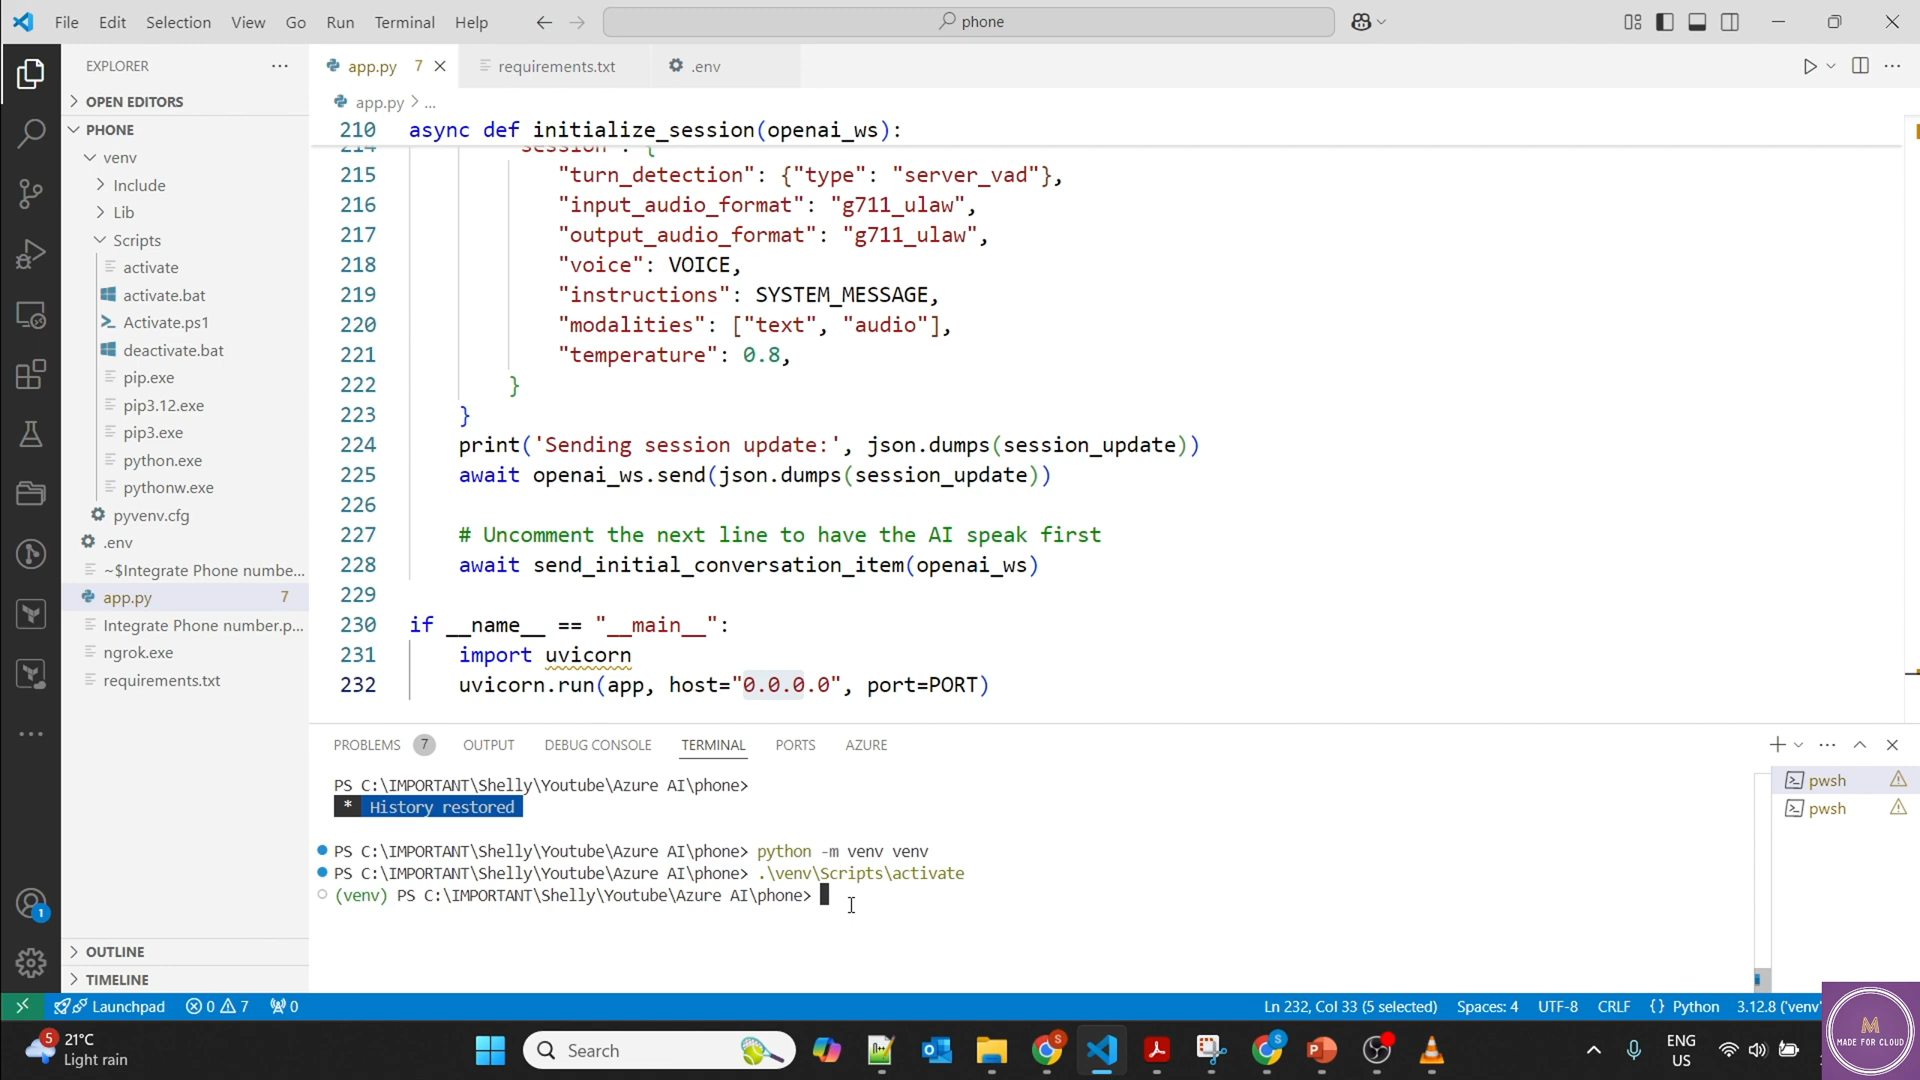 File Edit Selection View Go Run Terminal Help phone
EXPLORER
OPEN EDITORS
PHONE
venv
Include
Lib
Scripts
activate
activate.bat
Activate.ps1
deactivate.bat
pip.exe
pip3.12.exe
pip3.exe
python.exe
pythonw.exe
pyvenv.cfg
.env
~$Integrate Phone numbe...
app.py 7
Integrate Phone number.p...
ngrok.exe
requirements.txt
OUTLINE
TIMELINE
app.py 7 requirements.txt .env
app.py > ...
210 async def initialize_session(openai_ws):
214 "session": {
215 "turn_detection": {"type": "server_vad"},
216 "input_audio_format": "g711_ulaw",
217 "output_audio_format": "g711_ulaw",
218 "voice": VOICE,
219 "instructions": SYSTEM_MESSAGE,
220 "modalities": ["text", "audio"],
221 "temperature": 0.8,
222 }
223 }
224 print('Sending session update:', json.dumps(session_update))
225 await openai_ws.send(json.dumps(session_update))
226
227 # Uncomment the next line to have the AI speak first
228 await send_initial_conversation_item(openai_ws)
229
230 if __name__ == "__main__":
231 import uvicorn
232 uvicorn.run(app, host="0.0.0.0", port=PORT)
PROBLEMS 7 OUTPUT DEBUG CONSOLE TERMINAL PORTS AZURE
PS C:\IMPORTANT\Shelly\Youtube\Azure AI\phone>
* History restored
PS C:\IMPORTANT\Shelly\Youtube\Azure AI\phone> python -m venv venv
PS C:\IMPORTANT\Shelly\Youtube\Azure AI\phone> .\venv\Scripts\activate
(venv) PS C:\IMPORTANT\Shelly\Youtube\Azure AI\phone>
pwsh
pwsh
1
Launchpad 0 7 0 Ln 232, Col 33 (5 selected) Spaces: 4 UTF-8 CRLF {} Python 3.12.8 ('venv'
5 21°C
Light rain
Search
ENG
US
M
MADE FOR CLOUD